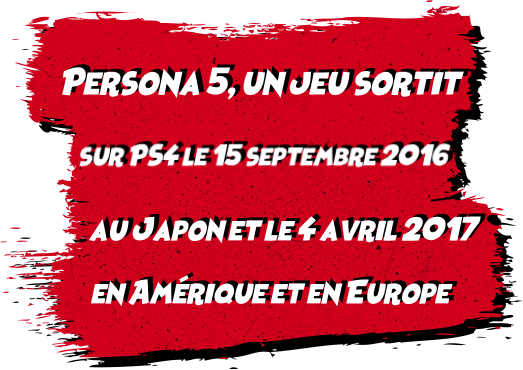 Persona 5, un jeu sortit
sur PS4 le 15 septembre 2016
au Japon et le 4 avril 2017
en Amérique et en Europe